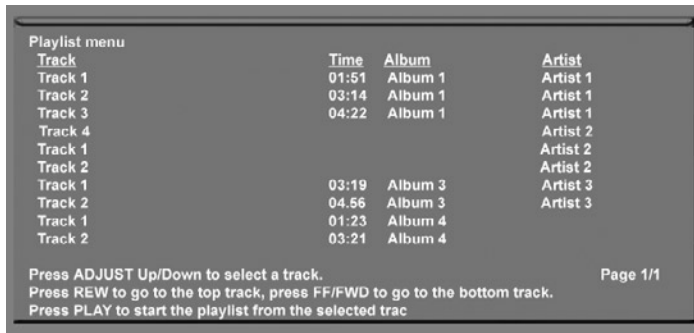 Playlist menu
Track Time Album Artist
Track 1 01:51 Album 1 Artist 1
Track 2 03:14 Album 1 Artist 1
Track 3 04:22 Album 1 Artist 1
Track 4 Artist 2
Track 1 Artist 2
Track 2 Artist 2
Track 1 03:19 Album 3 Artist 3
Track 2 04.56 Album 3 Artist 3
Track 1 01:23 Album 4
Track 2 03:21 Album 4
Press ADJUST Up/Down to select a track. Page 1/1
Press REW to go to the top track, press FF/FWD to go to the bottom track.
Press PLAY to start the playlist from the selected trac